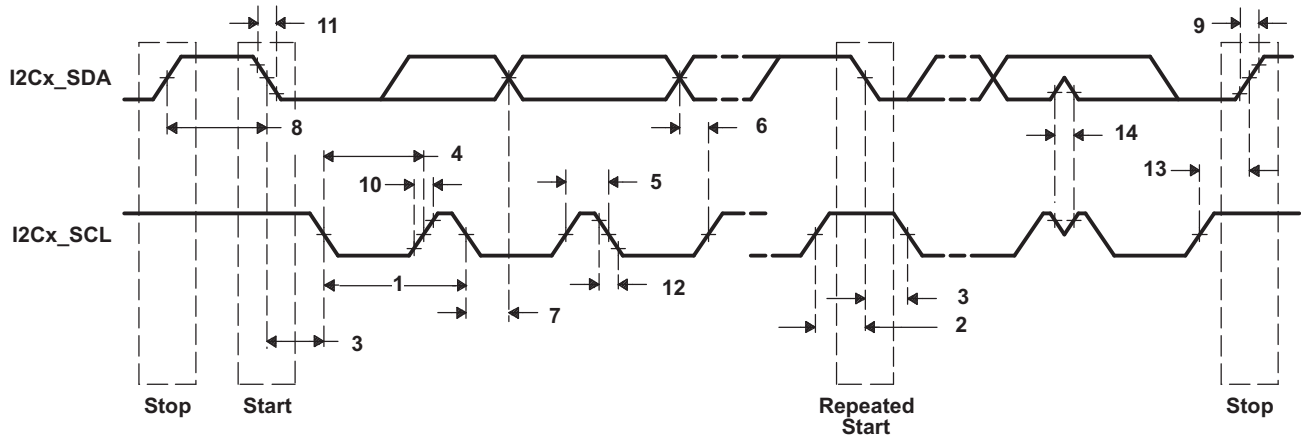 11
9
I2Cx_SDA
8
6
14
4
10
5
13
I2Cx_SCL
1
12
7
3
2
3
Stop
Start
Repeated
Start
Stop